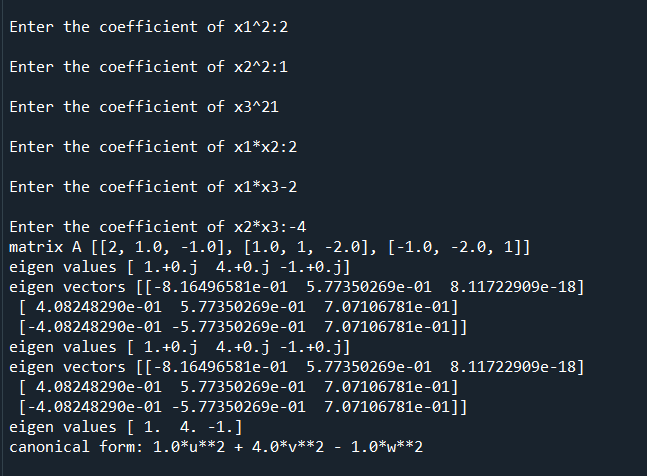 Enter the coefficient of x1^2:2
Enter the coefficient of x2^2:1
Enter the coefficient of x3^21
Enter the coefficient of x1*x2:2
Enter the coefficient of x1*x3-2
Enter the coefficient of x2*x3:-4
matrix A [[2, 1.0, -1.0], [1.0, 1, -2.0], [-1.0, -2.0, 1]]
eigen values [ 1.+0.j  4.+0.j -1.+0.j]
eigen vectors [[-8.16496581e-01  5.77350269e-01  8.11722909e-18]
 [ 4.08248290e-01  5.77350269e-01  7.07106781e-01]
 [-4.08248290e-01 -5.77350269e-01  7.07106781e-01]]
eigen values [ 1.+0.j  4.+0.j -1.+0.j]
eigen vectors [[-8.16496581e-01  5.77350269e-01  8.11722909e-18]
 [ 4.08248290e-01  5.77350269e-01  7.07106781e-01]
 [-4.08248290e-01 -5.77350269e-01  7.07106781e-01]]
eigen values [ 1.  4. -1.]
canonical form: 1.0*u**2 + 4.0*v**2 - 1.0*w**2